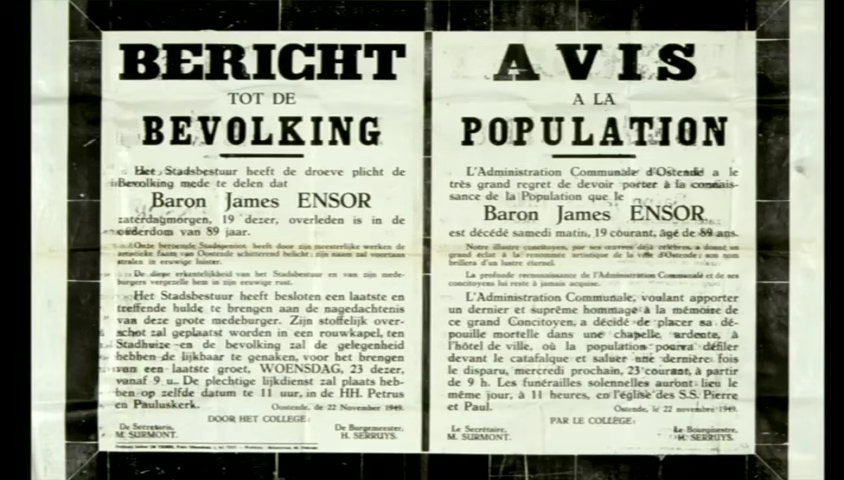 BERICHT
TOT DE
BEVOLKING
Het Stadsbestuur heeft de droeve plicht de
Bevolking mede te delen dat
Baron James ENSOR
zaterdagmorgen, 19 dezer, overleden is in de
ouderdom van 89 jaar.
Onze beroemde Stadsgenoot heeft door zijn meesterlijke werken de
artistieke faam van Oostende schitterend belicht; zijn naam zal voortaan
stralen in eeuwige luister.
De diepe erkentelijkheid van het Stadsbestuur en van zijn mede-
burgers vergezelle hem in zijn eeuwige rust.
Het Stadsbestuur heeft besloten een laatste en
treffende hulde te brengen aan de nagedachtenis
van deze grote medeburger. Zijn stoffelijk over-
schot zal geplaatst worden in een rouwkapel, ten
Stadhuize en de bevolking zal de gelegenheid
hebben de lijkbaar te genaken, voor het brengen
van een laatste groet, WOENSDAG, 23 dezer,
vanaf 9 u. De plechtige lijkdienst zal plaats heb-
ben op zelfde datum te 11 uur, in de HH. Petrus
en Pauluskerk.
Oostende, de 22 November 1949.
DOOR HET COLLEGE:
De Secretaris,
M. SURMONT.
De Burgemeester,
H. SERRUYS.
AVIS
A LA
POPULATION
L'Administration Communale d'Ostende a le
très grand regret de devoir porter à la connais-
sance de la Population que le
Baron James ENSOR
est décédé samedi matin, 19 courant, âgé de 89 ans.
Notre illustre concitoyen, par ses œuvres déjà célèbres, a donné un
grand éclat à la renommée artistique de la ville d'Ostende; son nom
brillera d'un lustre éternel.
La profonde reconnaissance de l'Administration Communale et de ses
concitoyens lui reste à jamais acquise.
L'Administration Communale, voulant apporter
un dernier et suprême hommage à la mémoire de
ce grand Concitoyen, a décidé de placer sa dé-
pouille mortelle dans une chapelle ardente, à
l'hôtel de ville, où la population pourra défiler
devant le catafalque et saluer une dernière fois
le disparu, mercredi prochain, 23 courant, à partir
de 9 h. Les funérailles solennelles auront lieu le
même jour, à 11 heures, en l'église des S.S. Pierre
et Paul.
Ostende, le 22 novembre 1949.
PAR LE COLLEGE:
Le Secrétaire,
M. SURMONT.
Le Bourgmestre,
H. SERRUYS.